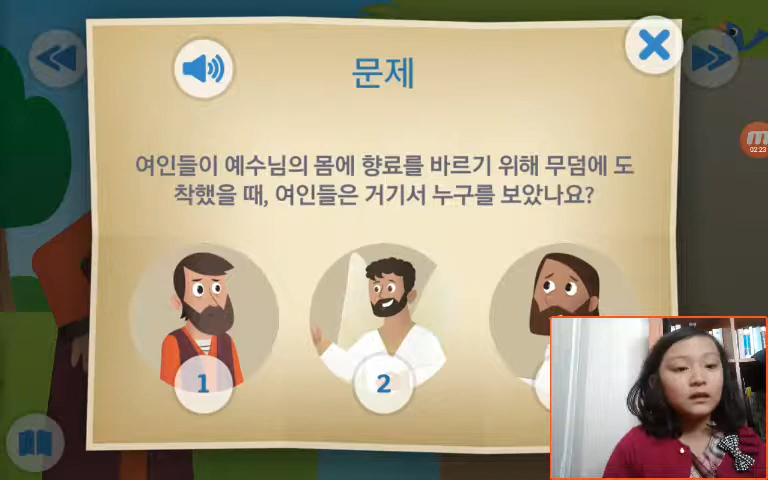 문제
02:23
여인들이 예수님의 몸에 향료를 바르기 위해 무덤에 도
착했을 때, 여인들은 거기서 누구를 보았나요?
1
2